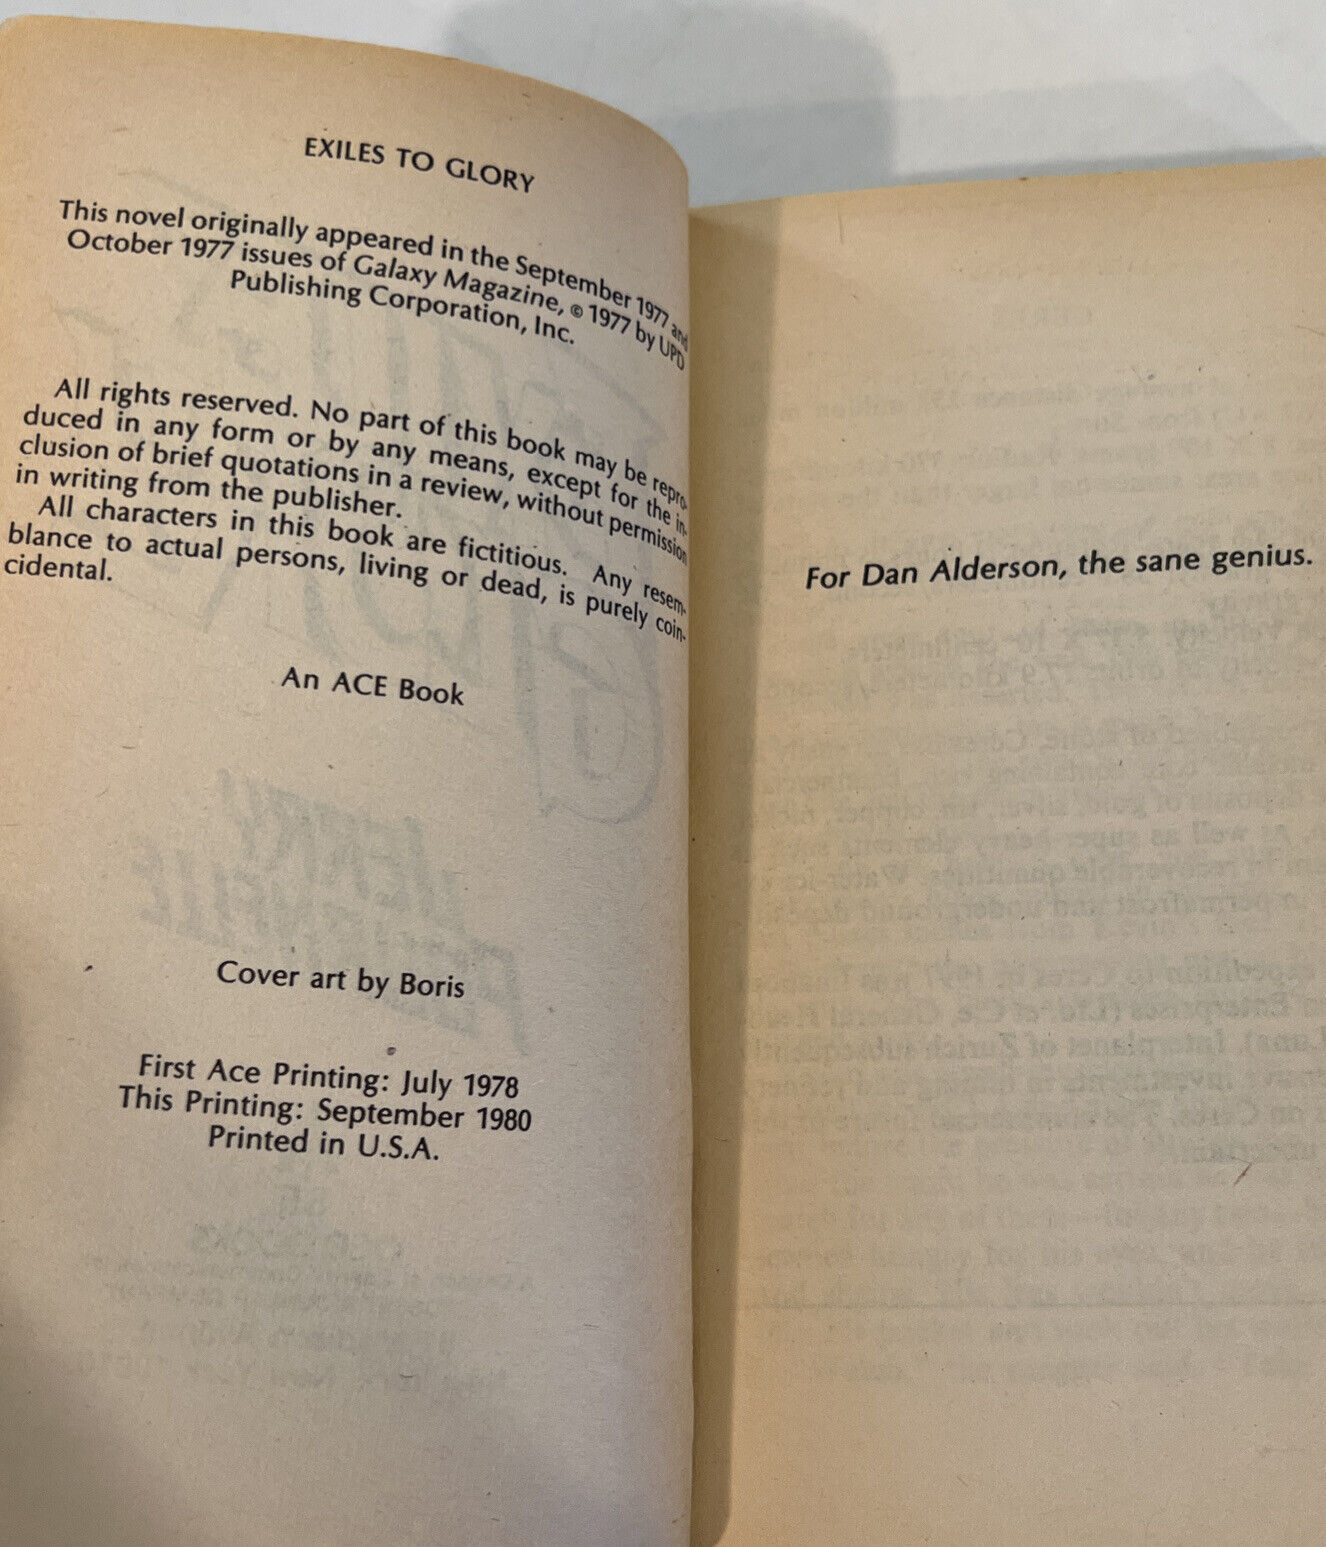 EXILES TO GLORY
This novel originally appeared in the September 1977 and
October 1977 issues of Galaxy Magazine, © 1977 by UPD
Publishing Corporation, Inc.
All rights reserved. No part of this book may be repro-
duced in any form or by any means, except for the in-
clusion of brief quotations in a review, without permission
in writing from the publisher.
All characters in this book are fictitious. Any resem-
blance to actual persons, living or dead, is purely coin-
cidental.
An ACE Book
Cover art by Boris
First Ace Printing: July 1978
This Printing: September 1980
Printed in U.S.A.
For Dan Alderson, the sane genius.